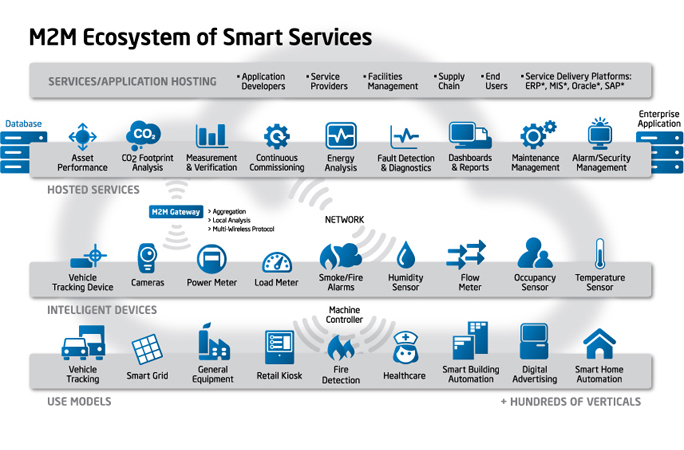 M2M Ecosystem of Smart Services
SERVICES/APPLICATION HOSTING
• Application
Developers
• Service
Providers
• Facilities
Management
• Supply
Chain
• End
Users
• Service Delivery Platforms:
ERP*, MIS*, Oracle*, SAP*
Database
Enterprise
Application
CO2
Asset
Performance
CO2 Footprint
Analysis
Measurement
& Verification
Continuous
Commissioning
Energy
Analysis
Fault Detection
& Diagnostics
Dashboards
& Reports
Maintenance
Management
Alarm/Security
Management
HOSTED SERVICES
M2M Gateway
> Aggregation
> Local Analysis
> Multi-Wireless Protocol
NETWORK
Vehicle
Tracking Device
Cameras
Power Meter
Load Meter
Smoke/Fire
Alarms
Humidity
Sensor
Flow
Meter
Occupancy
Sensor
Temperature
Sensor
INTELLIGENT DEVICES
Machine
Controller
Vehicle
Tracking
Smart Grid
General
Equipment
Retail Kiosk
Fire
Detection
Healthcare
Smart Building
Automation
Digital
Advertising
Smart Home
Automation
USE MODELS
+ HUNDREDS OF VERTICALS